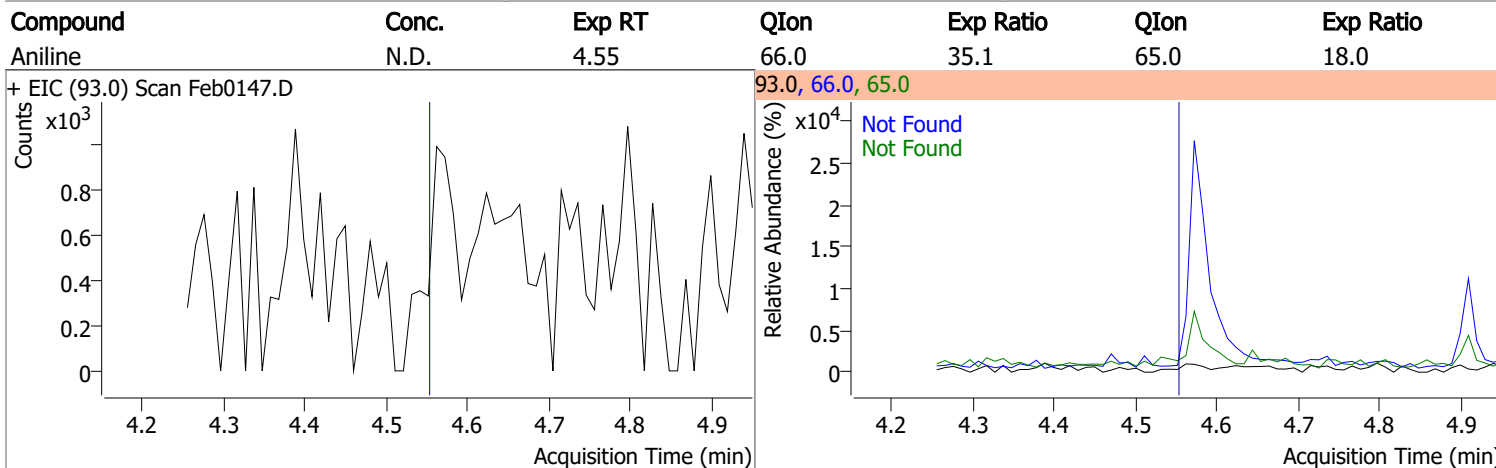 Compound Conc. Exp RT QIon Exp Ratio QIon Exp Ratio
Aniline N.D. 4.55 66.0 35.1 65.0 18.0
+ EIC (93.0) Scan Feb0147.D
Counts
x10³
0.8
0.6
0.4
0.2
0
4.2 4.3 4.4 4.5 4.6 4.7 4.8 4.9
Acquisition Time (min)
93.0, 66.0, 65.0
Relative Abundance (%)
x10⁴
Not Found
Not Found
2.5
2
1.5
1
0.5
0
4.2 4.3 4.4 4.5 4.6 4.7 4.8 4.9
Acquisition Time (min)